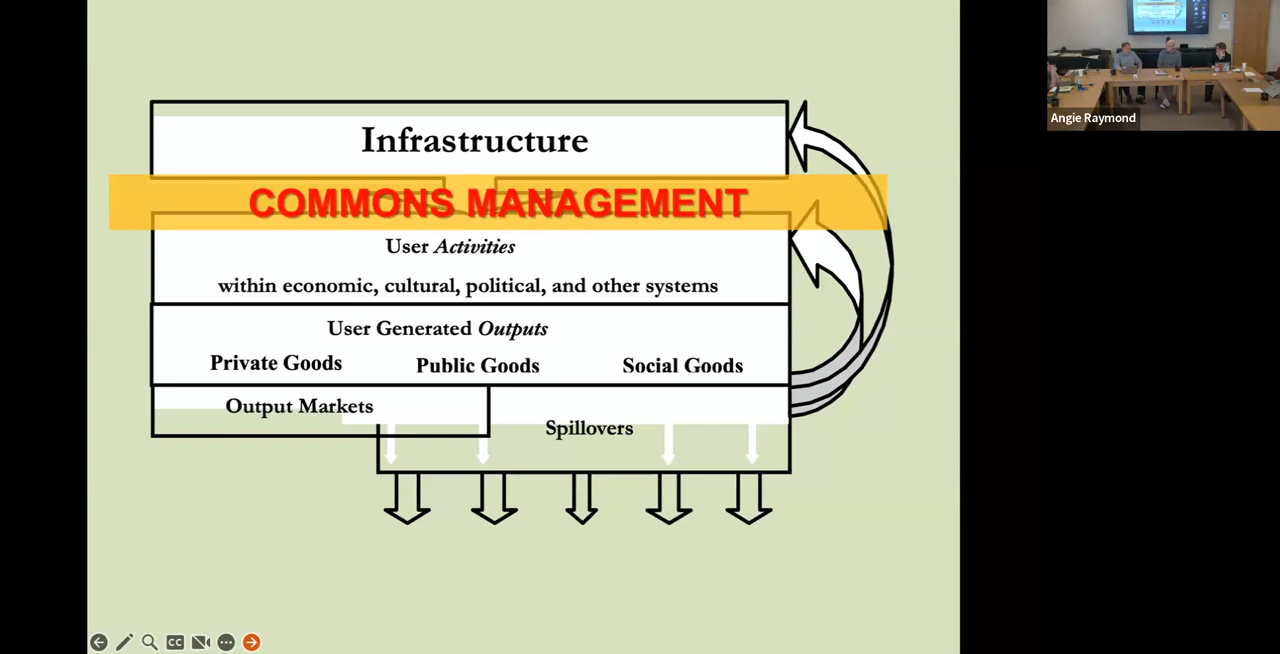 Infrastructure
COMMONS MANAGEMENT
User Activities
within economic, cultural, political, and other systems
User Generated Outputs
Private Goods Public Goods Social Goods
Output Markets
Spillovers
CC
Angie Raymond